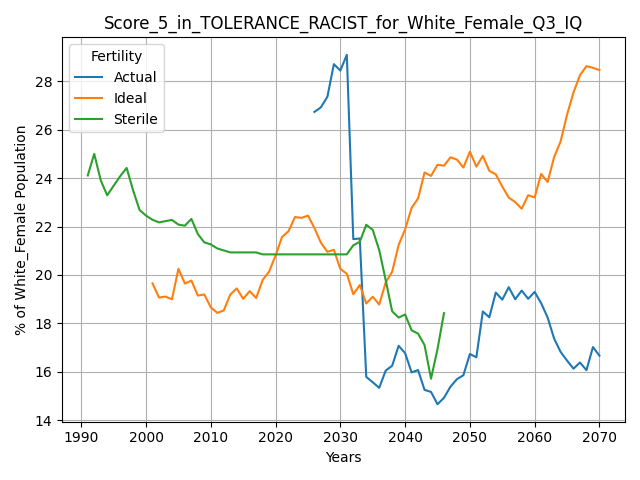 Score_5_in_TOLERANCE_RACIST_for_White_Female_Q3_IQ
Fertility
Actual
Ideal
Sterile
% of White_Female Population
28
26
24
22
20
18
16
14
1990
2000
2010
2020
2030
2040
2050
2060
2070
Years